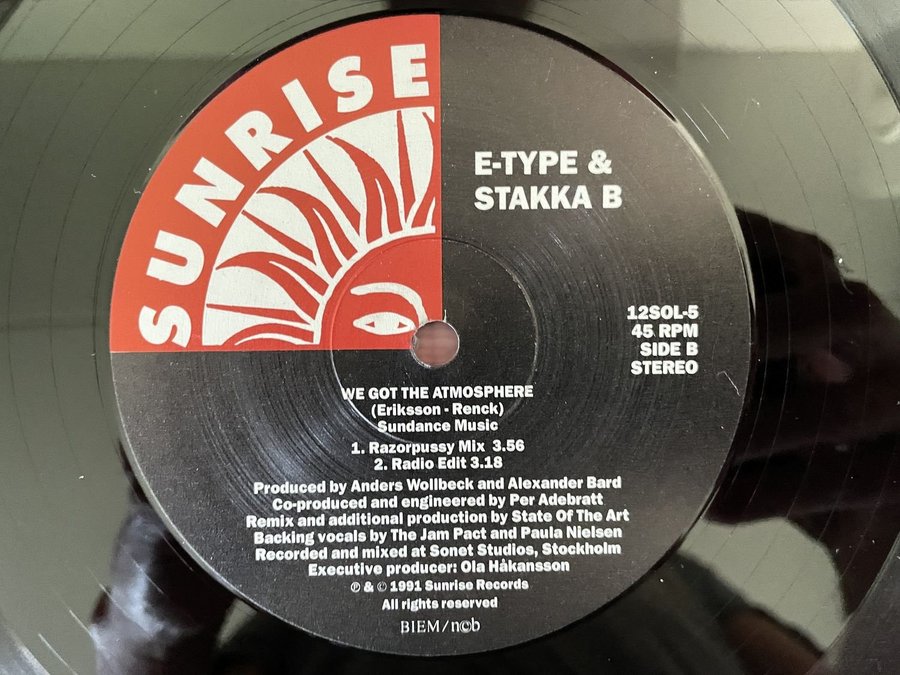 SUNRISE
E-TYPE &
STAKKA B
12SOL-5
45 RPM
SIDE B
STEREO
WE GOT THE ATMOSPHERE
(Eriksson - Renck)
Sundance Music
1. Razorpussy Mix 3.56
2. Radio Edit 3.18
Produced by Anders Wollbeck and Alexander Bard
Co-produced and engineered by Per Adebratt
Remix and additional production by State Of The Art
Backing vocals by The Jam Pact and Paula Nielsen
Recorded and mixed at Sonet Studios, Stockholm
Executive producer: Ola Håkansson
℗ & © 1991 Sunrise Records
All rights reserved
BIEM/n©b